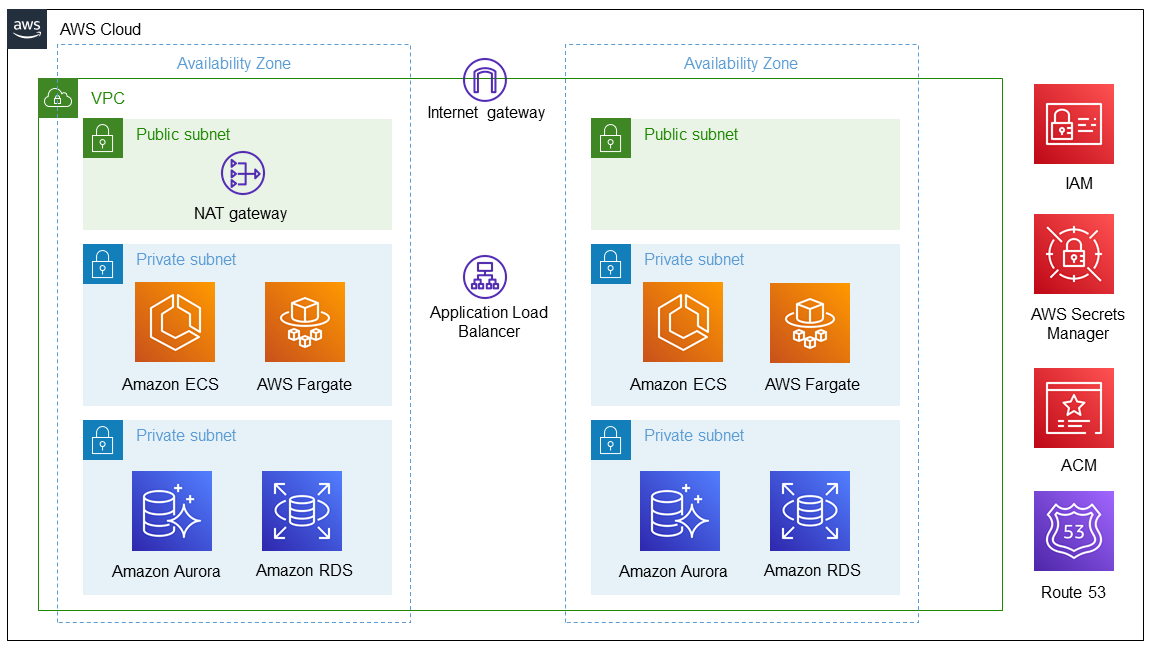 aws
AWS Cloud
Availability Zone
Availability Zone
VPC
Internet gateway
Public subnet
NAT gateway
Public subnet
IAM
Private subnet
Amazon ECS
AWS Fargate
Application Load
Balancer
Private subnet
Amazon ECS
AWS Fargate
AWS Secrets
Manager
Private subnet
Amazon Aurora
Amazon RDS
Private subnet
Amazon Aurora
Amazon RDS
ACM
53
Route 53